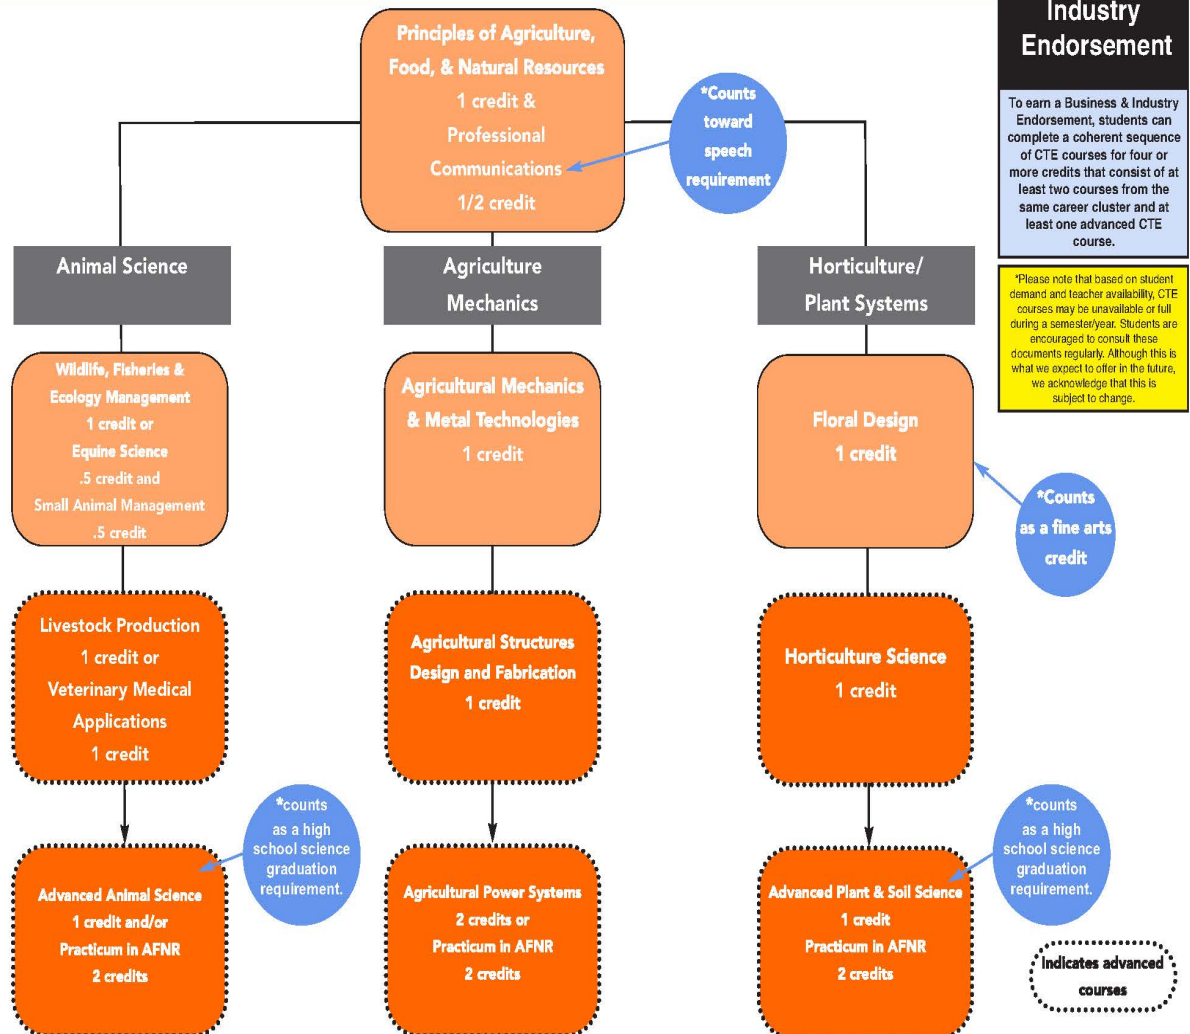 Industry
Endorsement
To earn a Business & Industry
Endorsement, students can
complete a coherent sequence
of CTE courses for four or
more credits that consist of at
least two courses from the
same career cluster and at
least one advanced CTE
course.
*Please note that based on student
demand and teacher availability, CTE
courses may be unavailable or full
during a semester/year. Students are
encouraged to consult these
documents regularly. Although this is
what we expect to offer in the future,
we acknowledge that this is
subject to change.
Principles of Agriculture,
Food, & Natural Resources
1 credit &
Professional
Communications
1/2 credit
*Counts
toward
speech
requirement
Animal Science
Agriculture
Mechanics
Horticulture/
Plant Systems
Wildlife, Fisheries &
Ecology Management
1 credit or
Equine Science
.5 credit and
Small Animal Management
.5 credit
Agricultural Mechanics
& Metal Technologies
1 credit
Floral Design
1 credit
*Counts
as a fine arts
credit
Livestock Production
1 credit or
Veterinary Medical
Applications
1 credit
Agricultural Structures
Design and Fabrication
1 credit
Horticulture Science
1 credit
*counts
as a high
school science
graduation
requirement.
*counts
as a high
school science
graduation
requirement.
Advanced Animal Science
1 credit and/or
Practicum in AFNR
2 credits
Agricultural Power Systems
2 credits or
Practicum in AFNR
2 credits
Advanced Plant & Soil Science
1 credit
Practicum in AFNR
2 credits
Indicates advanced
courses